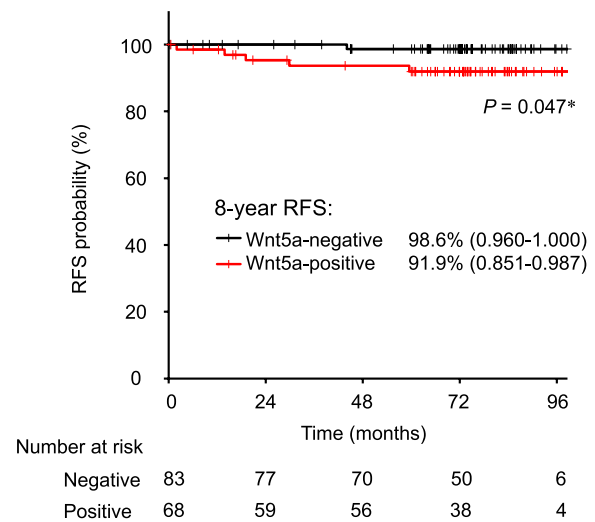 100
80
60
40
20
0
RFS probability (%)
P = 0.047*
8-year RFS:
Wnt5a-negative 98.6% (0.960-1.000)
Wnt5a-positive 91.9% (0.851-0.987)
0 24 48 72 96
Time (months)
Number at risk
Negative 83 77 70 50 6
Positive 68 59 56 38 4